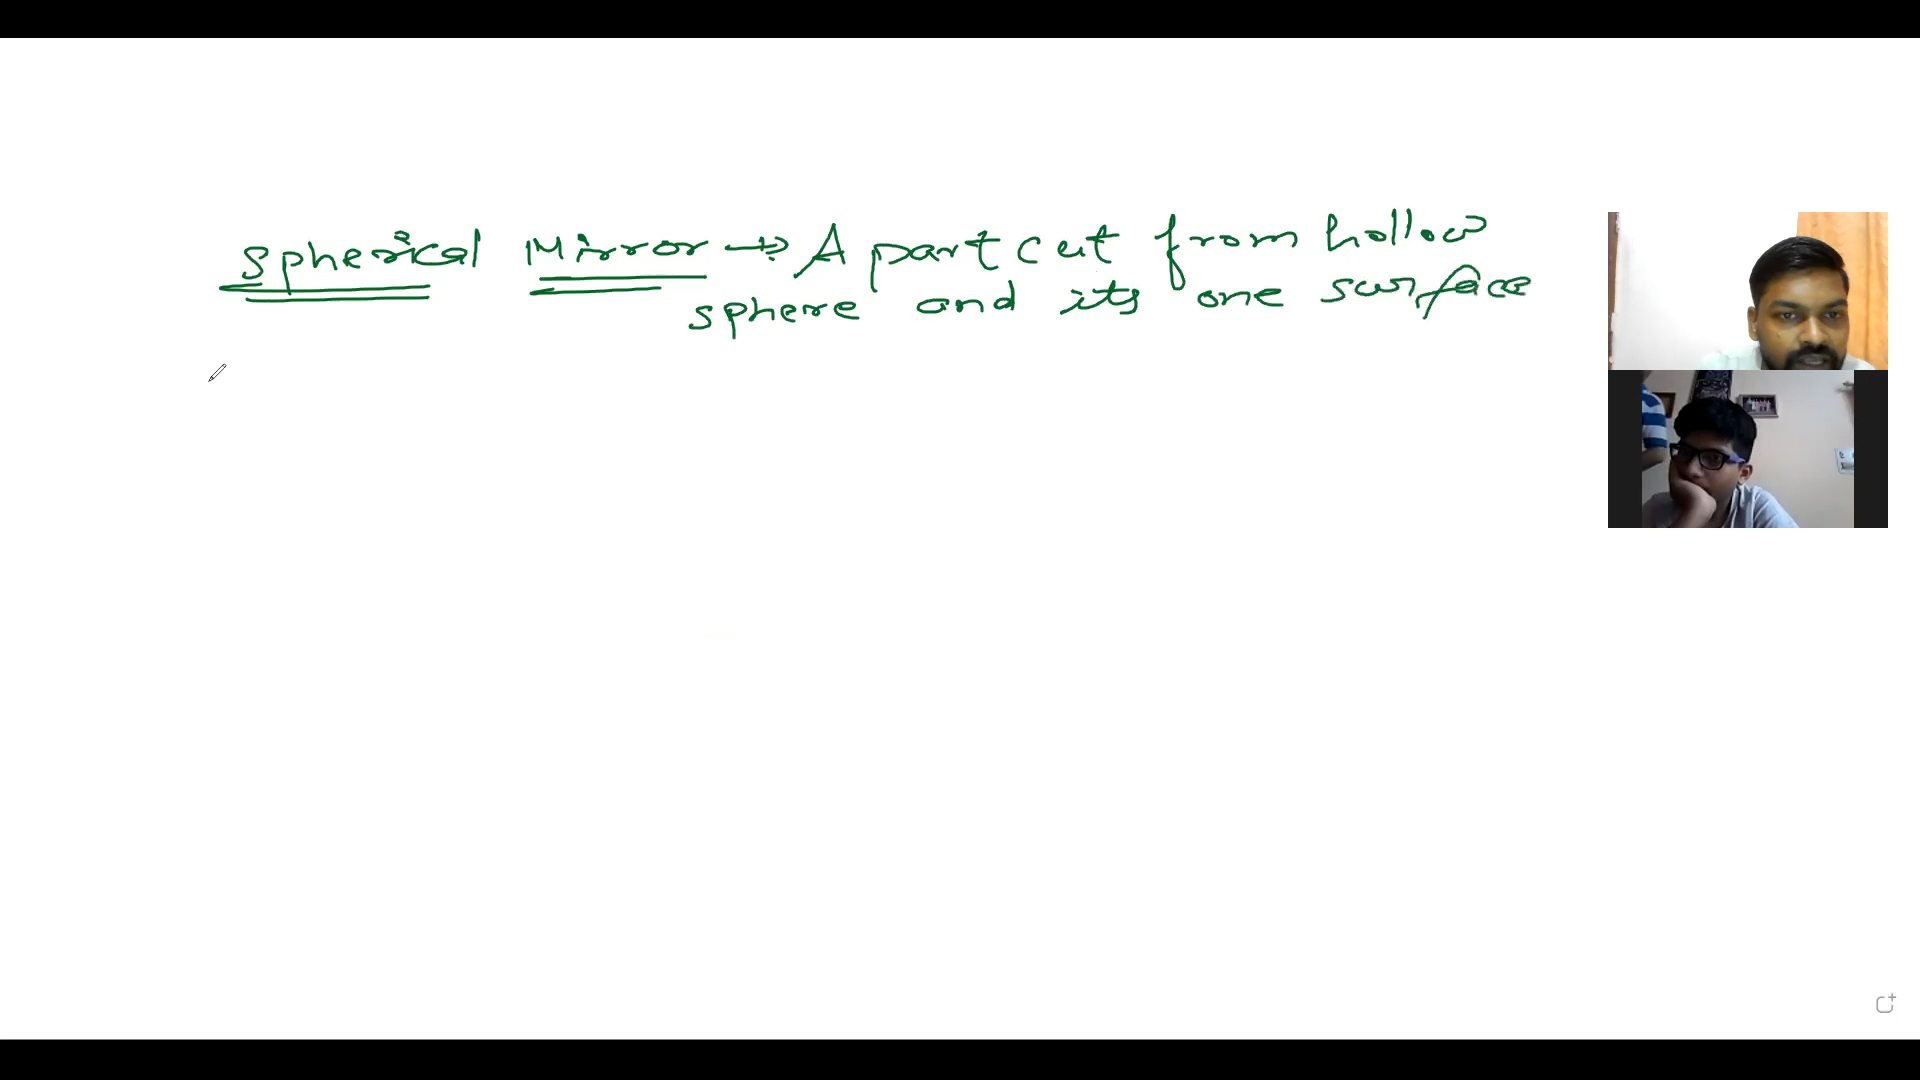 Spherical Mirror → A part cut from hollow
sphere and its one surface